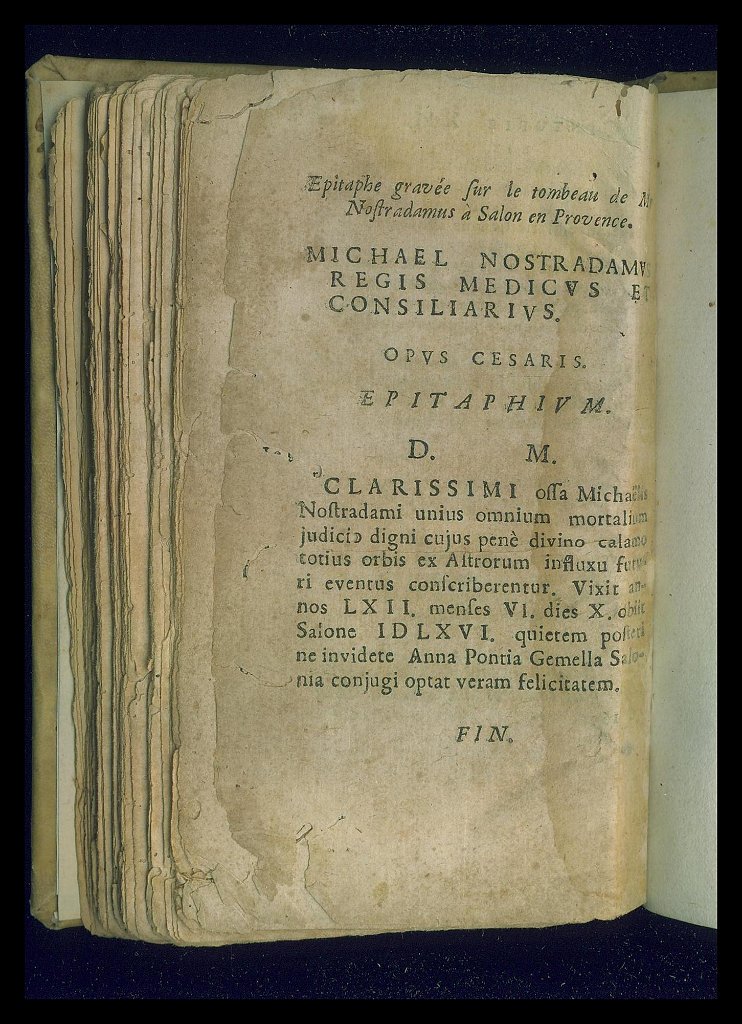 Epitaphe gravée ſur le tombeau de Mr
Noſtradamus à Salon en Provence.
MICHAEL NOSTRADAMVS
REGIS MEDICVS ET
CONSILIARIVS.
OPVS CESARIS.
EPITAPHIVM.
D. M.
CLARISSIMI oſſa Michaëlis
Noſtradami unius omnium mortalium
judicio digni cujus penè divino calamo
totius orbis ex Aſtrorum influxu futu-
ri eventus conſcriberentur. Vixit an-
nos LXII. menſes VI. dies X. obiit
Salone IDLXVI. quietem poſteri
ne invidete Anna Pontia Gemella Salo-
nia conjugi optat veram felicitatem.
FIN.